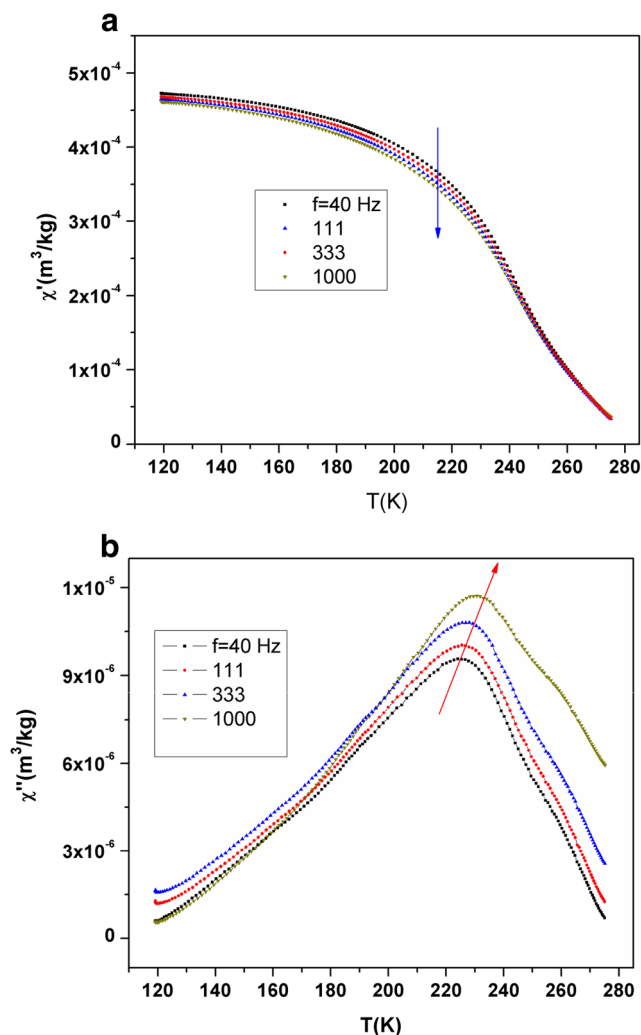 a
χ'(m³/kg)
5x10⁻⁴
4x10⁻⁴
3x10⁻⁴
2x10⁻⁴
1x10⁻⁴
0
f=40 Hz
111
333
1000
120 140 160 180 200 220 240 260 280
T(K)
b
χ''(m³/kg)
1x10⁻⁵
9x10⁻⁶
6x10⁻⁶
3x10⁻⁶
0
f=40 Hz
111
333
1000
120 140 160 180 200 220 240 260 280
T(K)